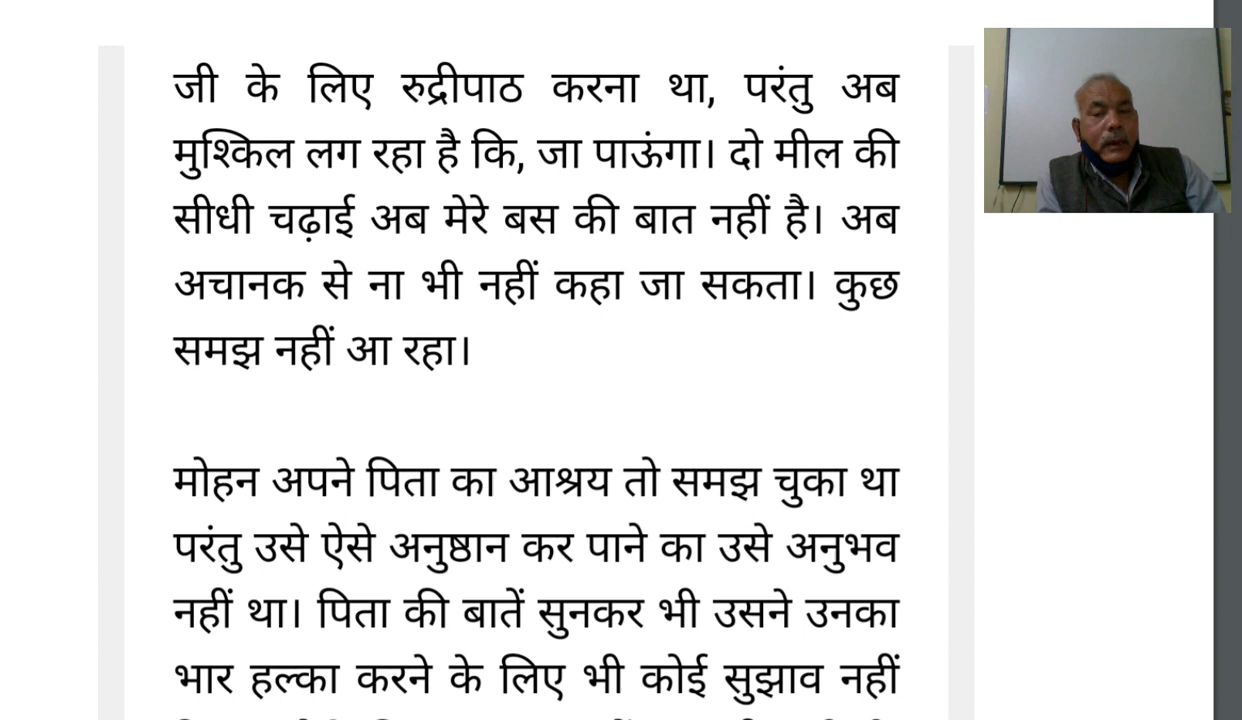 जी के लिए रुद्रीपाठ करना था, परंतु अब
मुश्किल लग रहा है कि, जा पाऊंगा। दो मील की
सीधी चढ़ाई अब मेरे बस की बात नहीं है। अब
अचानक से ना भी नहीं कहा जा सकता। कुछ
समझ नहीं आ रहा।
मोहन अपने पिता का आश्रय तो समझ चुका था
परंतु उसे ऐसे अनुष्ठान कर पाने का उसे अनुभव
नहीं था। पिता की बातें सुनकर भी उसने उनका
भार हल्का करने के लिए भी कोई सुझाव नहीं